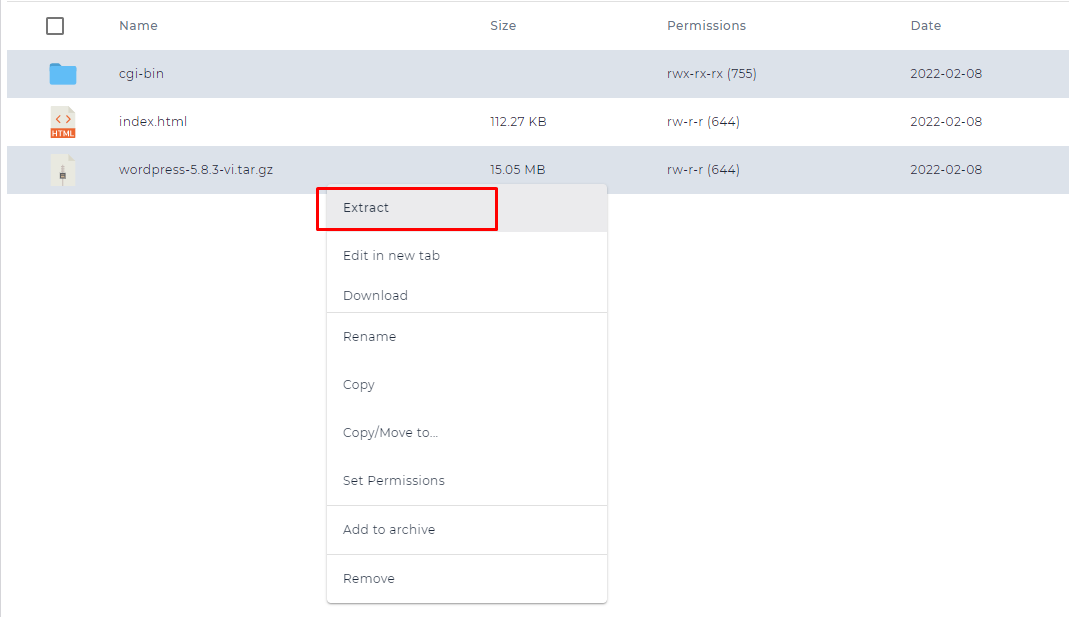 Name Size Permissions Date
cgi-bin rwx-rx-rx (755) 2022-02-08
HTML index.html 112.27 KB rw-r-r (644) 2022-02-08
wordpress-5.8.3-vi.tar.gz 15.05 MB rw-r-r (644) 2022-02-08
Extract
Edit in new tab
Download
Rename
Copy
Copy/Move to...
Set Permissions
Add to archive
Remove